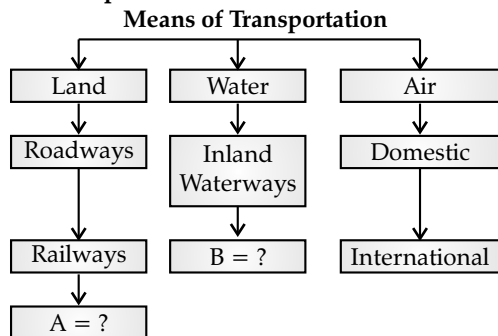 Means of Transportation
Land
Water
Air
Roadways
Inland
Waterways
Domestic
Railways
B = ?
International
A = ?